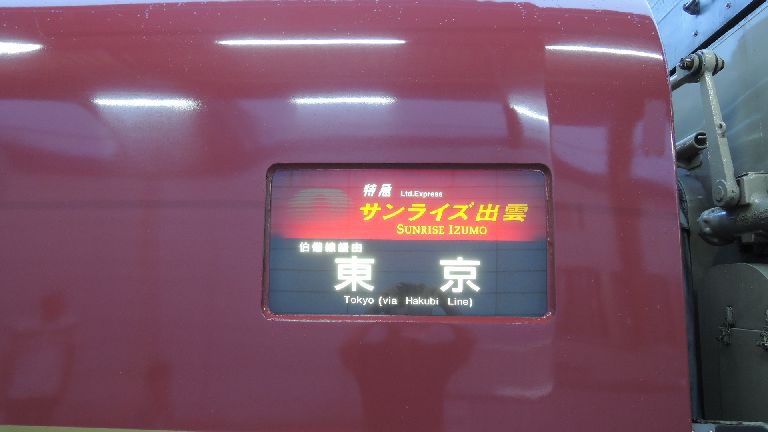 特急 Ltd.Express
サンライズ出雲
SUNRISE IZUMO
伯備線経由
東京
Tokyo (via Hakubi Line)